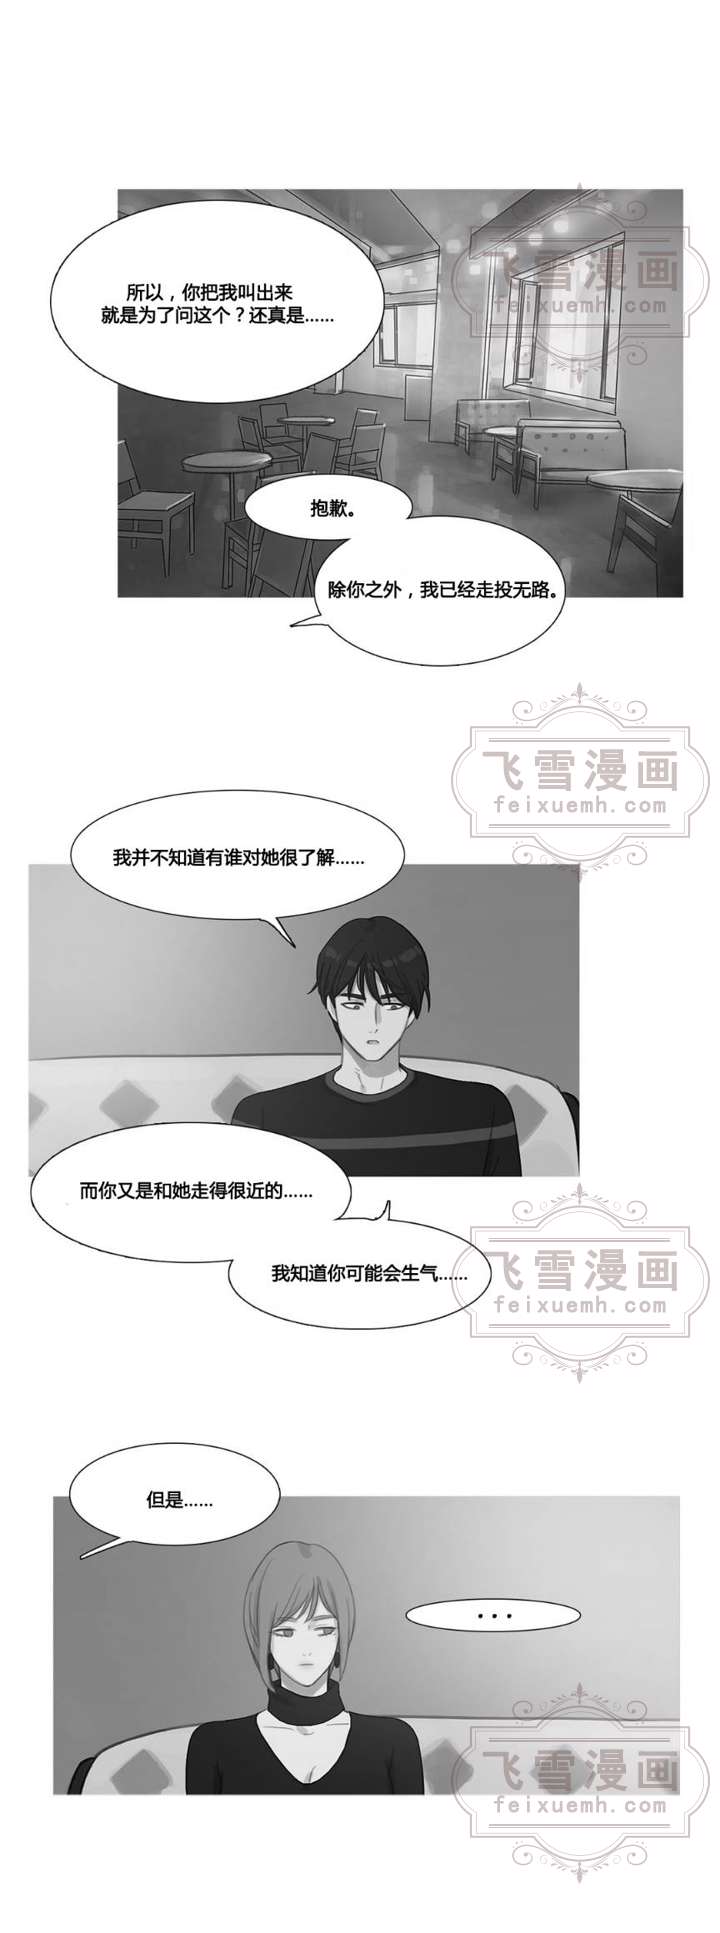 所以，你把我叫出来
就是为了问这个？还真是……
飞雪漫画
feixuemh.com
抱歉。
除你之外，我已经走投无路。
飞雪漫画
feixuemh.com
我并不知道有谁对她很了解……
而你又是和她走得很近的……
我知道你可能会生气……
飞雪漫画
feixuemh.com
但是……
...
飞雪漫画
feixuemh.com